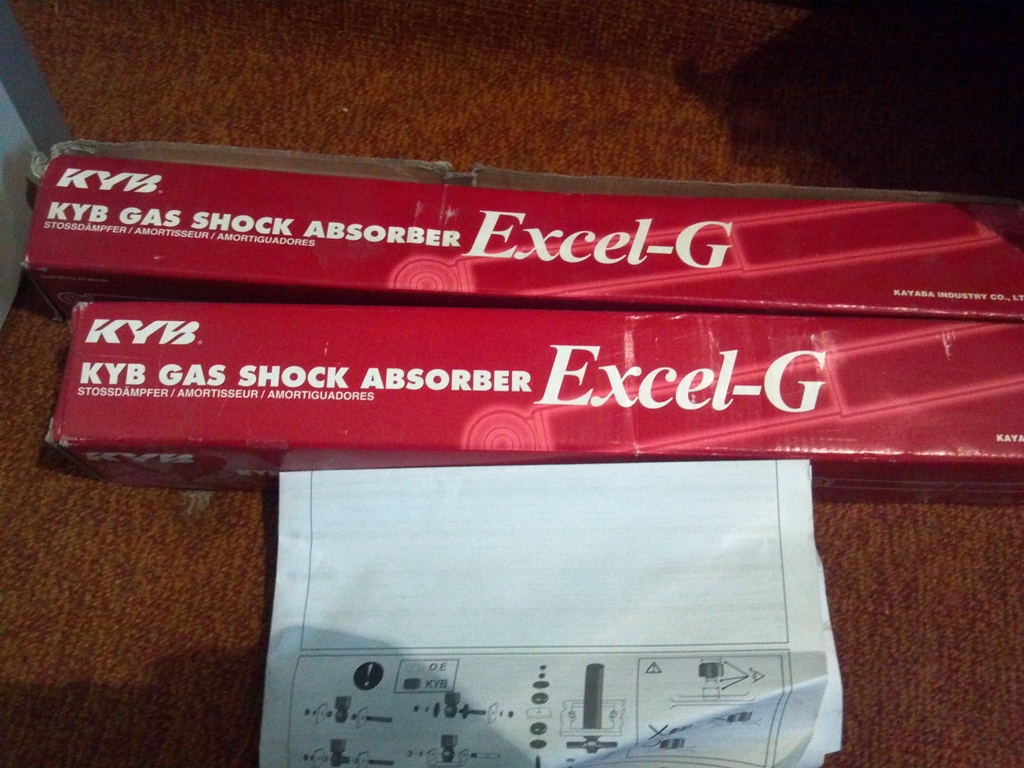 KYB
KYB GAS SHOCK ABSORBER Excel-G
STOSSDÄMPFER / AMORTISSEUR / AMORTIGUADORES
KAYABA INDUSTRY CO., LT
KYB
KYB GAS SHOCK ABSORBER Excel-G
STOSSDÄMPFER / AMORTISSEUR / AMORTIGUADORES
KAYA
KYB
KY
O.E
KYB